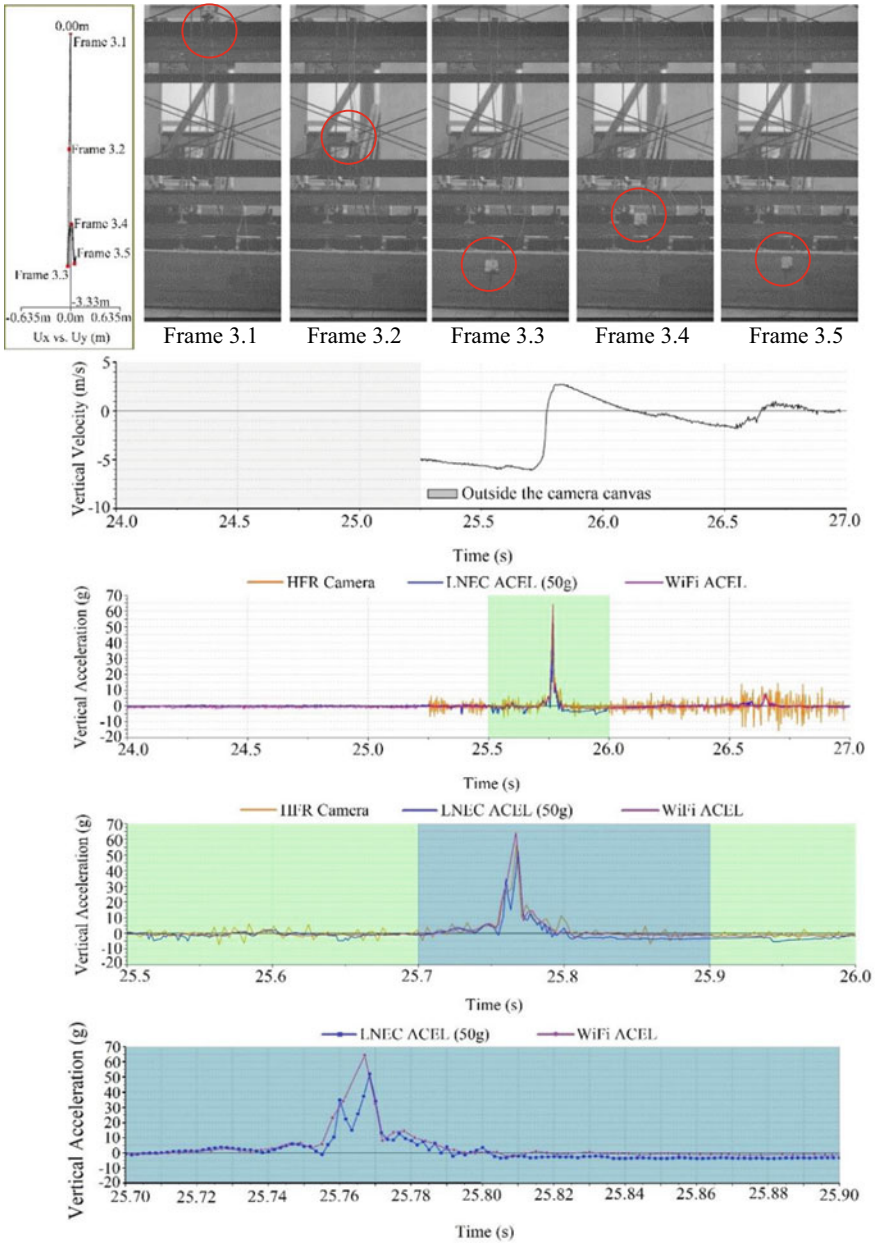 0.00m
Frame 3.1
Frame 3.2
Frame 3.4
Frame 3.5
Frame 3.3
-3.33m
-0.635m 0.0m 0.635m
Ux vs. Uy (m)
Frame 3.1 Frame 3.2 Frame 3.3 Frame 3.4 Frame 3.5
Vertical Velocity (m/s)
5
0
-5
-10
Outside the camera canvas
24.0 24.5 25.0 25.5 26.0 26.5 27.0
Time (s)
HFR Camera LNEC ACEL (50g) WiFi ACEL
Vertical Acceleration (g)
70
60
50
40
30
20
10
0
-10
-20
24.0 24.5 25.0 25.5 26.0 26.5 27.0
Time (s)
HFR Camera LNEC ACEL (50g) WiFi ACEL
Vertical Acceleration (g)
70
60
50
40
30
20
10
0
-10
-20
25.5 25.6 25.7 25.8 25.9 26.0
Time (s)
LNEC ACEL (50g) WiFi ACEL
Vertical Acceleration (g)
70
60
50
40
30
20
10
0
-10
-20
25.70 25.72 25.74 25.76 25.78 25.80 25.82 25.84 25.86 25.88 25.90
Time (s)